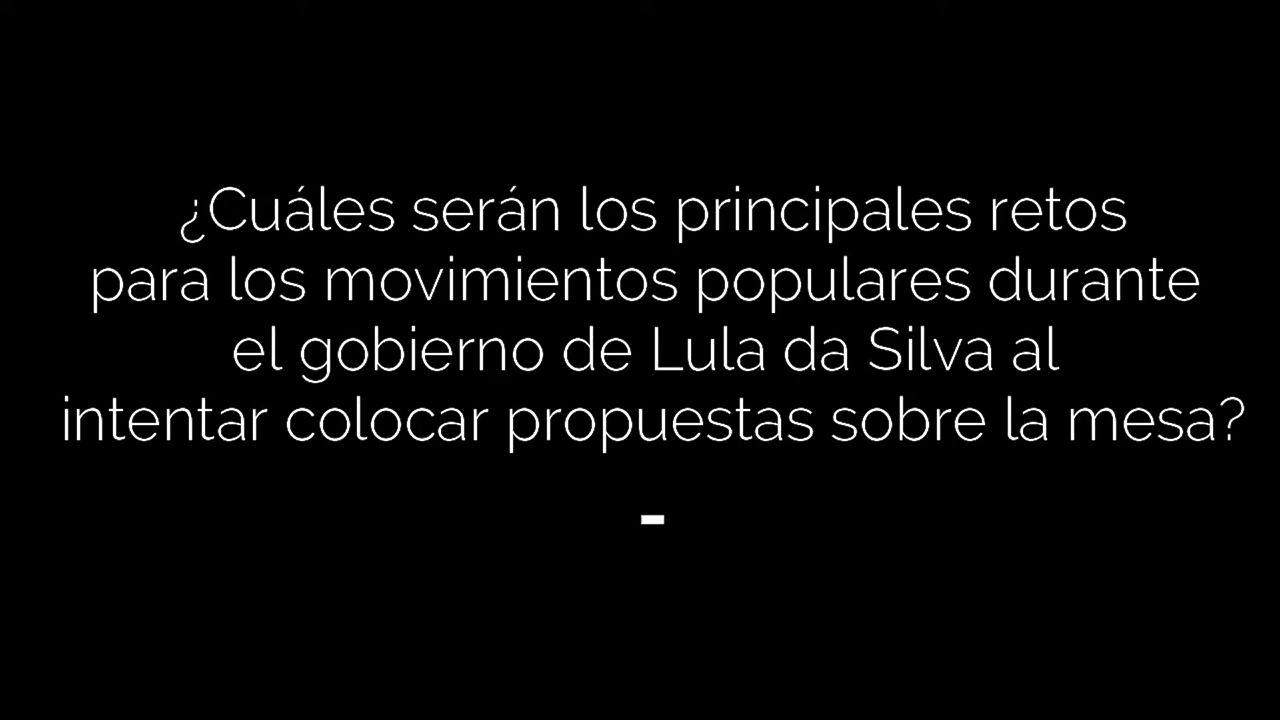 ¿Cuáles serán los principales retos
para los movimientos populares durante
el gobierno de Lula da Silva al
intentar colocar propuestas sobre la mesa?
-